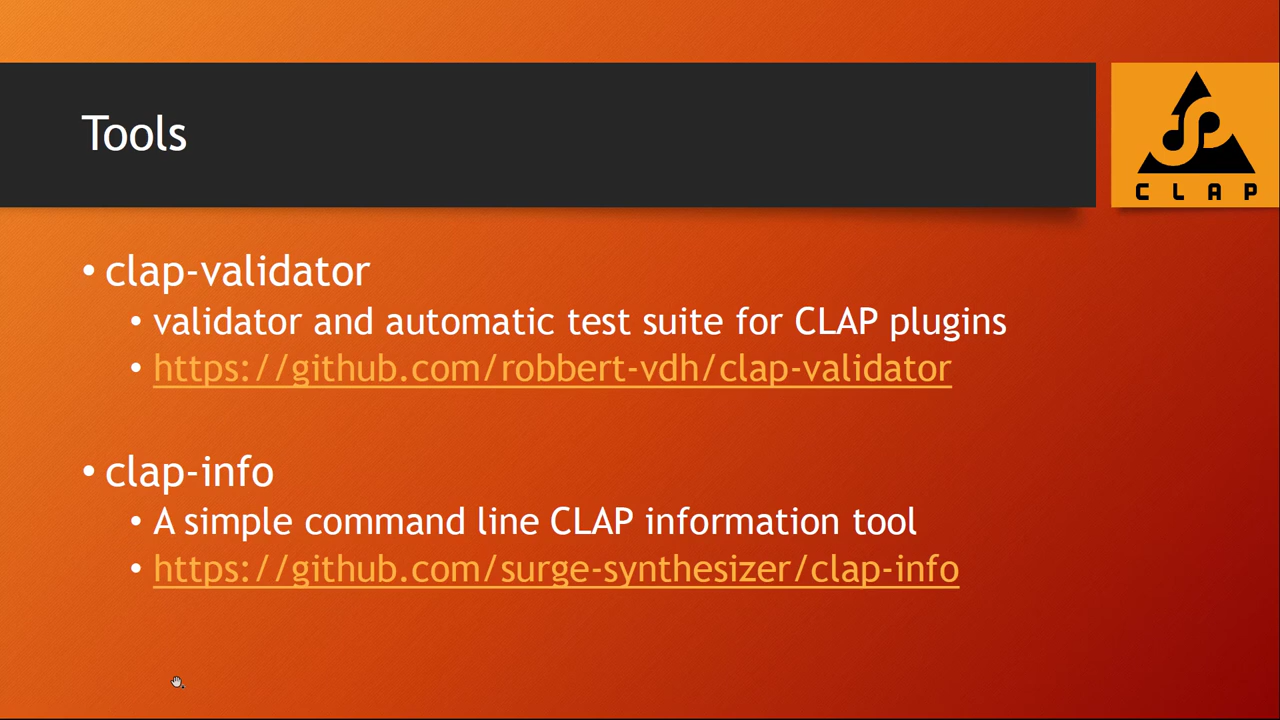 Tools
CLAP
• clap-validator
• validator and automatic test suite for CLAP plugins
• https://github.com/robbert-vdh/clap-validator
• clap-info
• A simple command line CLAP information tool
• https://github.com/surge-synthesizer/clap-info